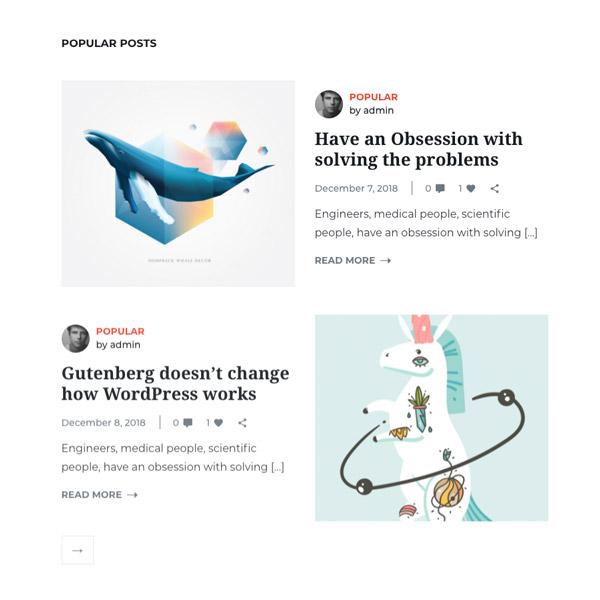 POPULAR POSTS
HUMPBACK WHALE DECOR
POPULAR
by admin
Have an Obsession with
solving the problems
December 7, 2018 0 1
Engineers, medical people, scientific
people, have an obsession with solving [...]
READ MORE →
POPULAR
by admin
Gutenberg doesn’t change
how WordPress works
December 8, 2018 0 1
Engineers, medical people, scientific
people, have an obsession with solving [...]
READ MORE →
→